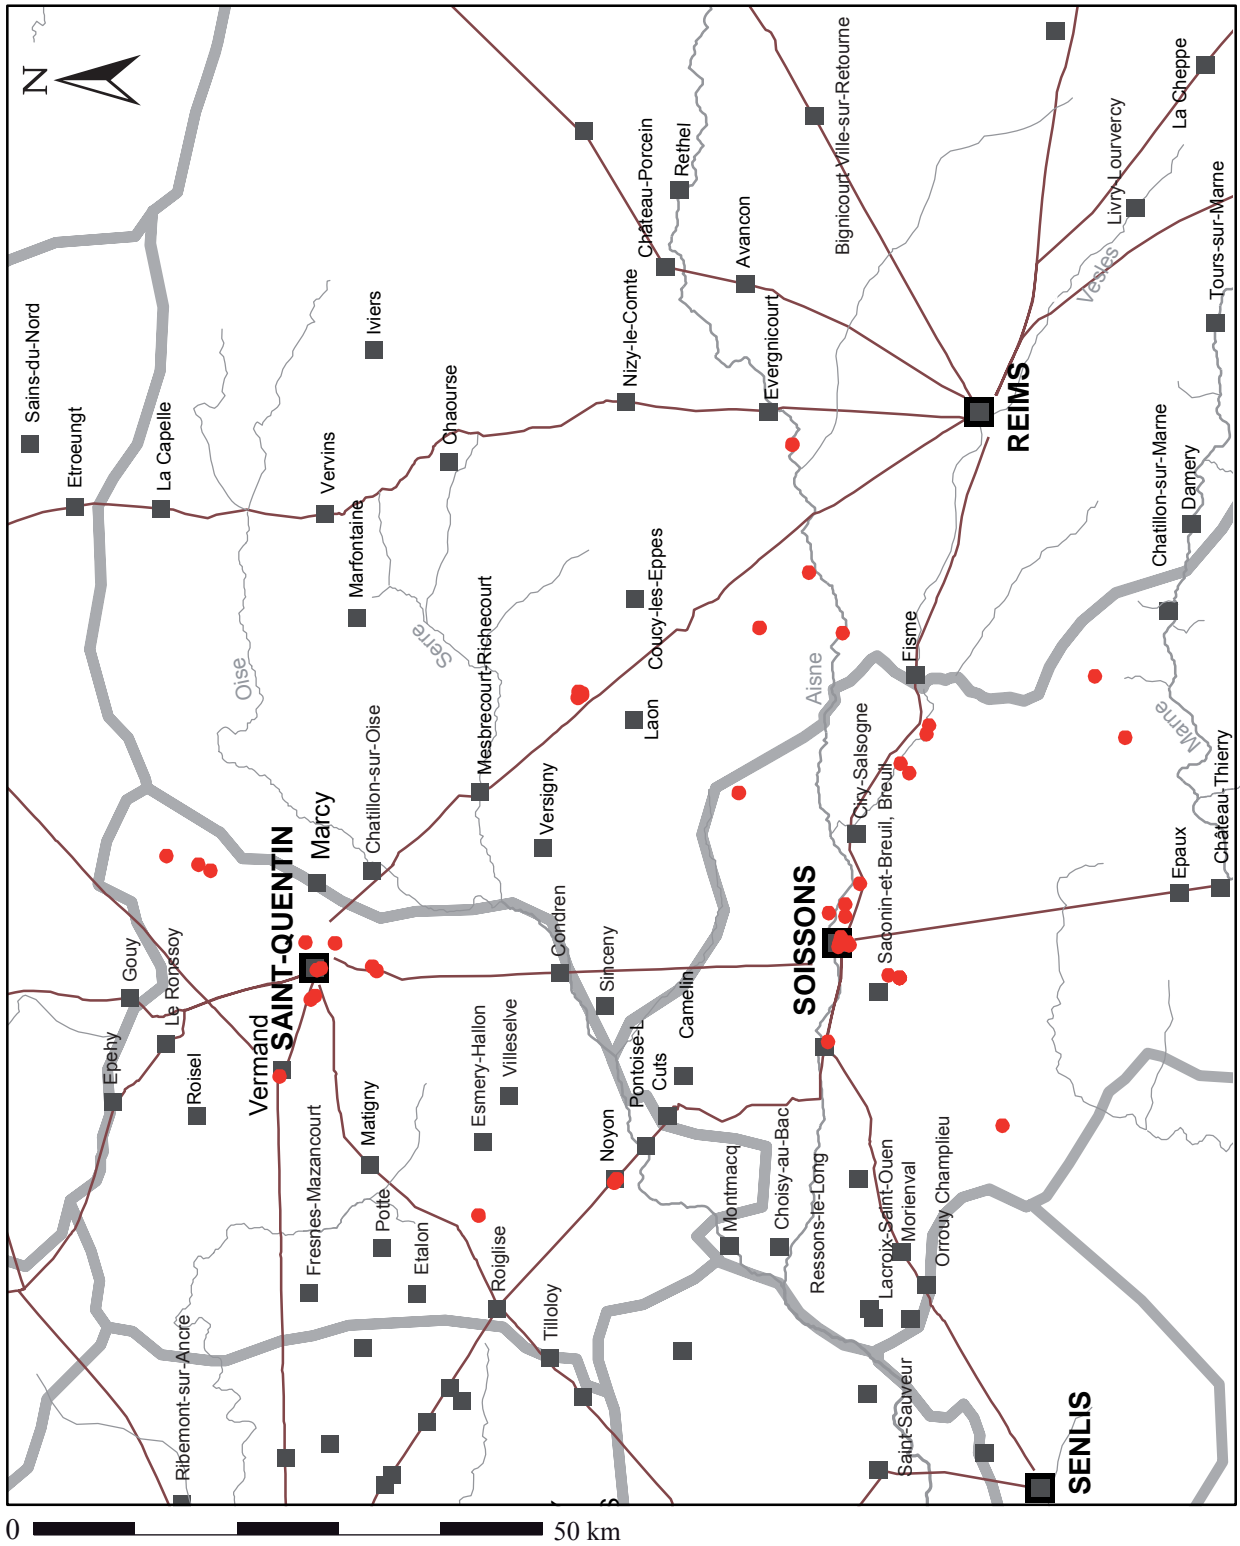 N
Sains-du-Nord
Etroeungt
La Capelle
Vervins
Iviers
Chaourse
Marfontaine
Oise
Serre
Château-Porcein
Rethel
Nizy-le-Comte
Avancon
Evergnicourt
Bignicourt Ville-sur-Retourne
La Cheppe
Livry-Lourvercy
Vesles
Tours-sur-Marne
REIMS
Chatillon-sur-Marne
Damery
Coucy-les-Eppes
Mesbrecourt-Richecourt
Laon
Aisne
Fisme
Marne
Château-Thierry
Epaux
Chatillon-sur-Oise
Marcy
SAINT-QUENTIN
Versigny
Ciry-Salsogne
Saconin-et-Breuil, Breuil
SOISSONS
Condren
Sinceny
Gouy
Le Ronssoy
Epehy
Roisel
Vermand
Camelin
Cuts
Pontoise-L
Villeselve
Esmery-Hallon
Noyon
Matigny
Fresnes-Mazancourt
Potte
Etalon
Roiglise
Tilloloy
Montmacq
Choisy-au-Bac
Ressons-le-Long
Lacroix-Saint-Ouen
Morienval
Orrouy Champlieu
Ribemont-sur-Ancre
Saint-Sauveur
SENLIS
0
50 km